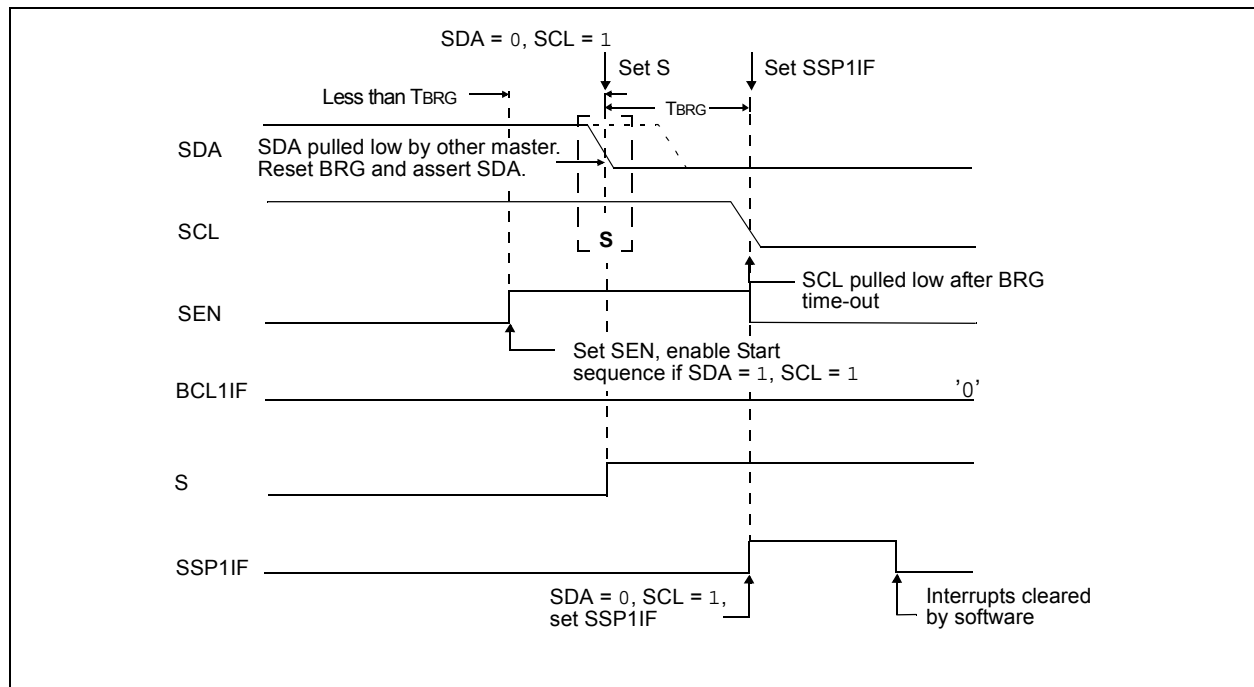 SDA = 0, SCL = 1
Set S
Set SSP1IF
Less than TBRG
TBRG
SDA
SDA pulled low by other master.
Reset BRG and assert SDA.
SCL
S
SCL pulled low after BRG
time-out
SEN
Set SEN, enable Start
sequence if SDA = 1, SCL = 1
BCL1IF
'0'
S
SSP1IF
SDA = 0, SCL = 1,
set SSP1IF
Interrupts cleared
by software